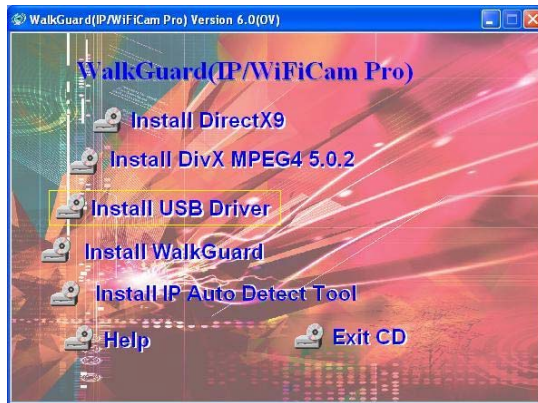 WalkGuard(IP/WiFiCam Pro) Version 6.0(OV)
WalkGuard(IP/WiFiCam Pro)
Install DirectX9
Install DivX MPEG4 5.0.2
Install USB Driver
Install WalkGuard
Install IP Auto Detect Tool
Help
Exit CD